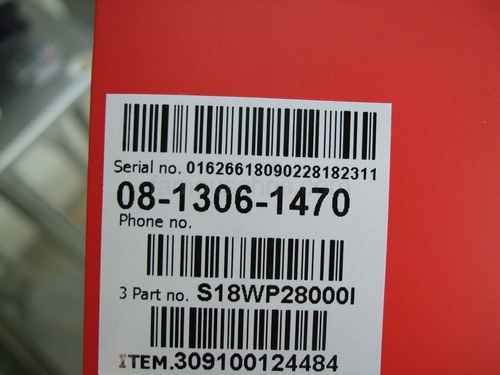 Serial no. 01626618090228182311
08-1306-1470
Phone no.
3 Part no. S18WP28000I
ITEM.309100124484